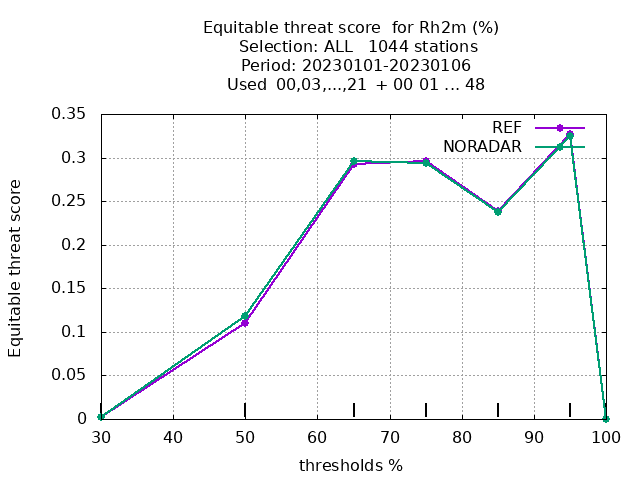 Equitable threat score  for Rh2m (%)
Selection: ALL   1044 stations
Period: 20230101-20230106
Used  00,03,...,21  + 00 01 ... 48
0.35
0.3
0.25
0.2
0.15
0.1
0.05
0
Equitable threat score
REF
NORADAR
30 40 50 60 70 80 90 100
thresholds %